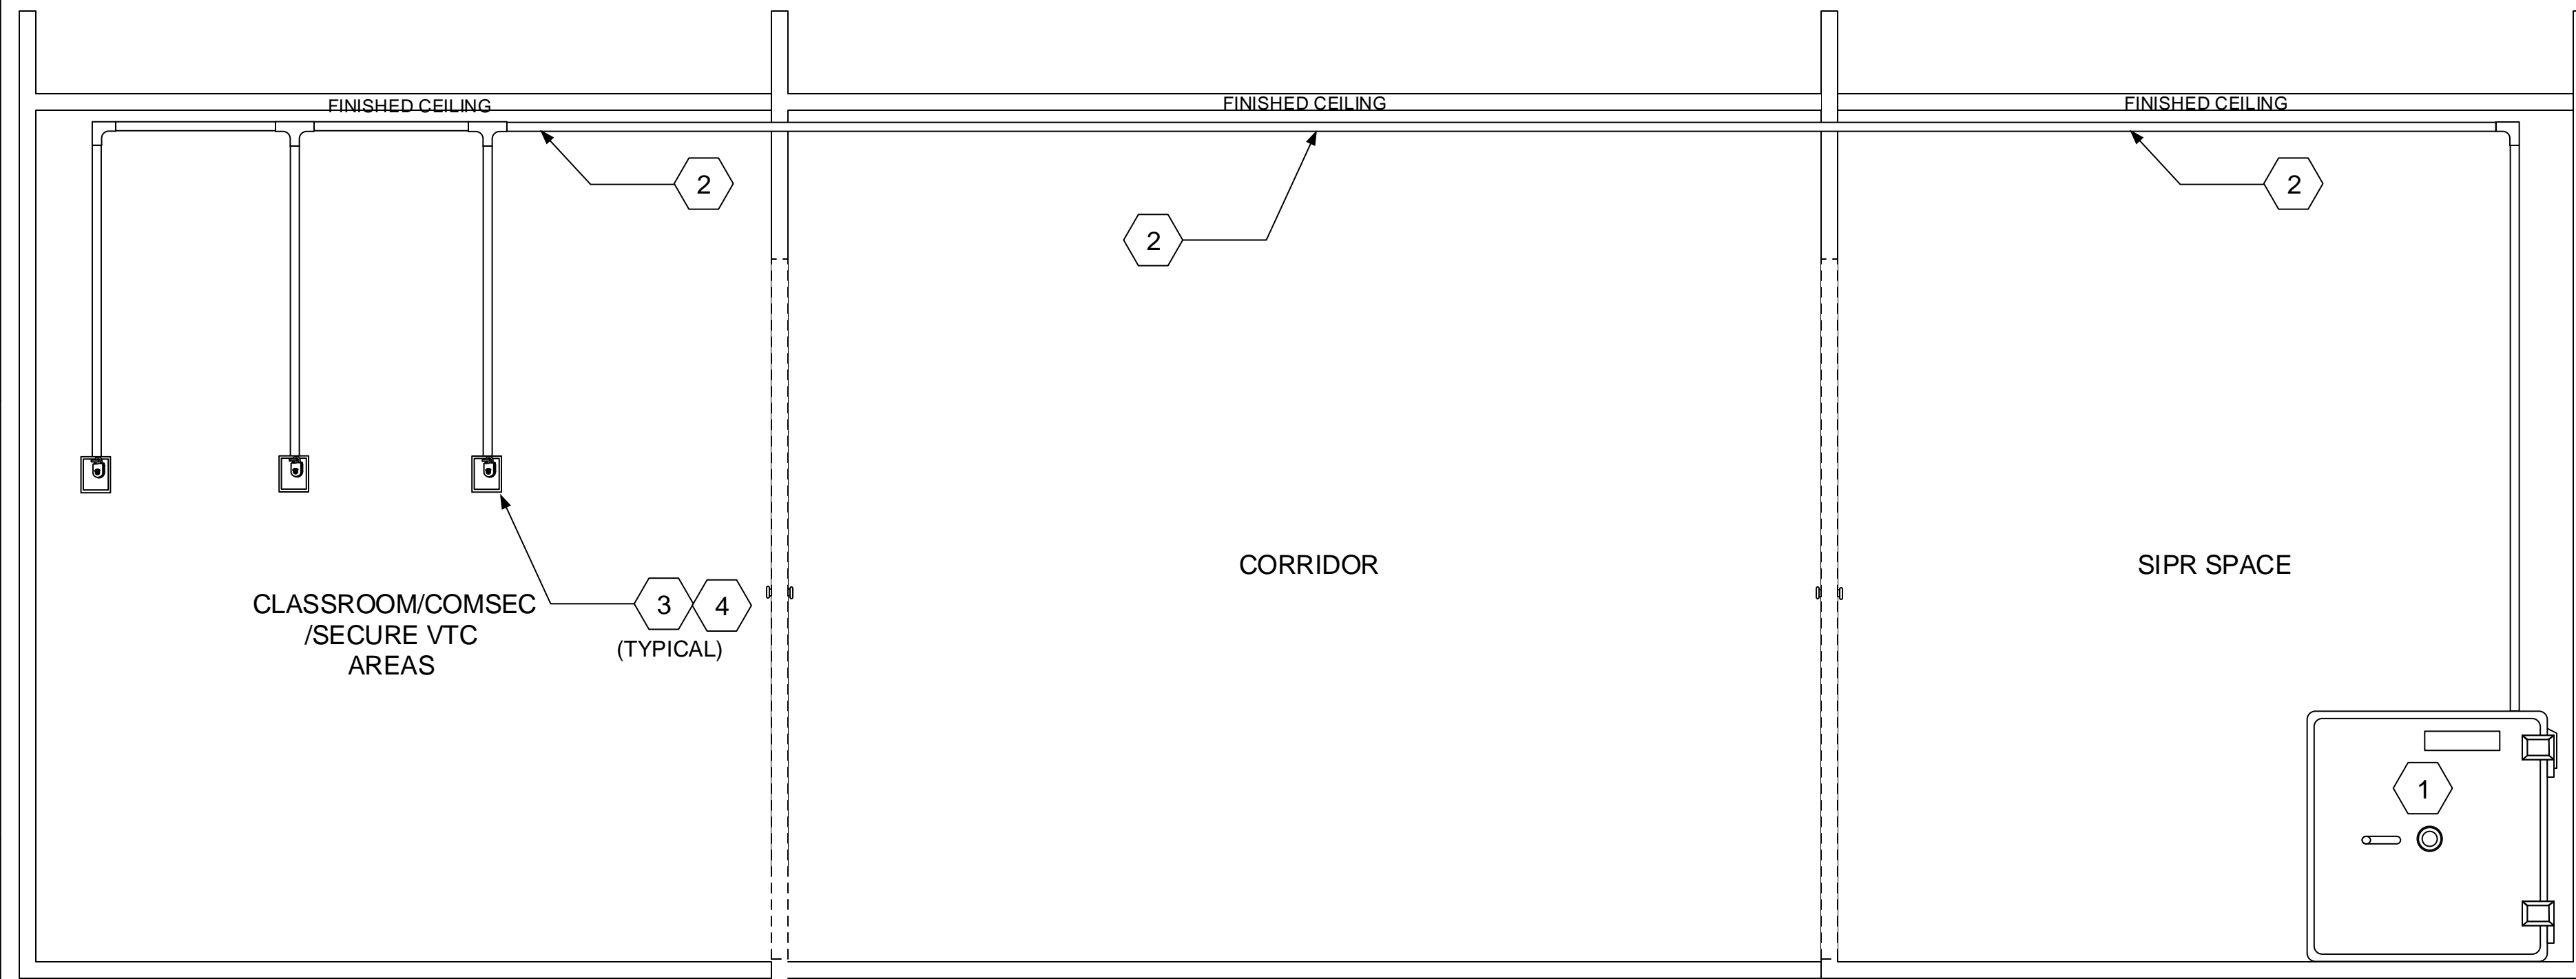 FINISHED CEILING
FINISHED CEILING
FINISHED CEILING
2
2
2
CORRIDOR
SIPR SPACE
CLASSROOM/COMSEC
/SECURE VTC
AREAS
3 4
(TYPICAL)
1